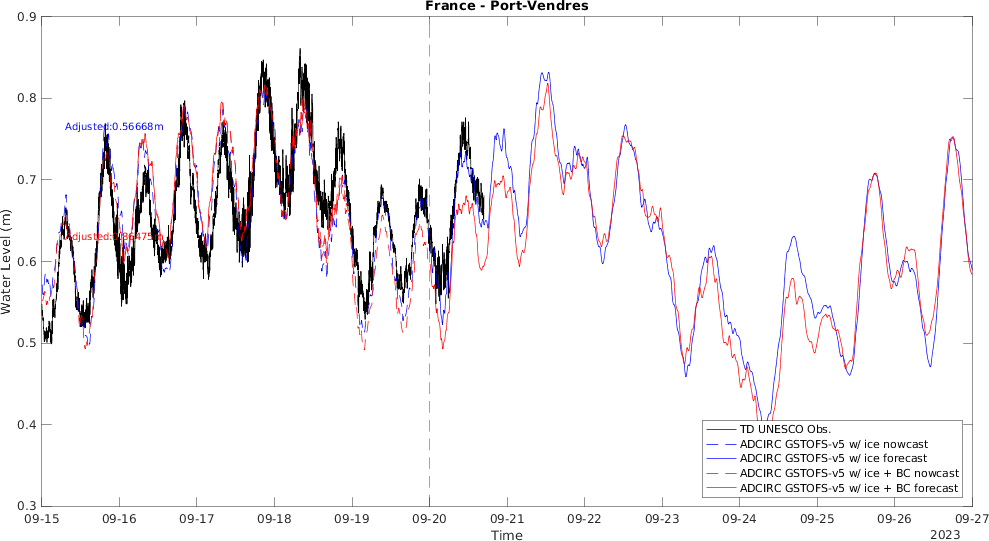 France - Port-Vendres
0.9
0.8
0.7
0.6
0.5
0.4
0.3
Water Level (m)
Adjusted:0.56668m
TD UNESCO Obs.
ADCIRC GSTOFS-v5 w/ ice nowcast
ADCIRC GSTOFS-v5 w/ ice forecast
ADCIRC GSTOFS-v5 w/ ice + BC nowcast
ADCIRC GSTOFS-v5 w/ ice + BC forecast
09-15 09-16 09-17 09-18 09-19 09-20 09-21 09-22 09-23 09-24 09-25 09-26 09-27
Time
2023